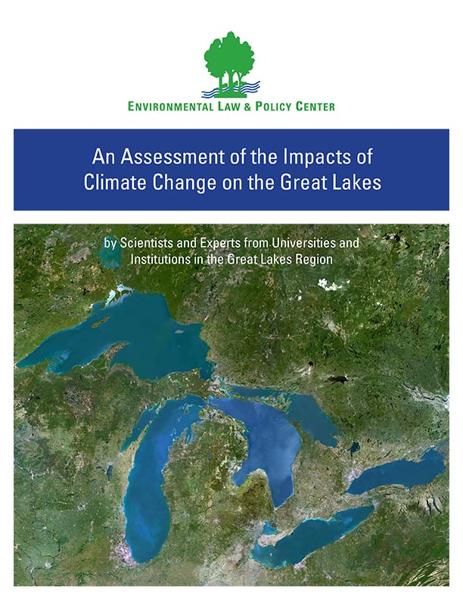 ENVIRONMENTAL LAW & POLICY CENTER
An Assessment of the Impacts of
Climate Change on the Great Lakes
by Scientists and Experts from Universities and
Institutions in the Great Lakes Region